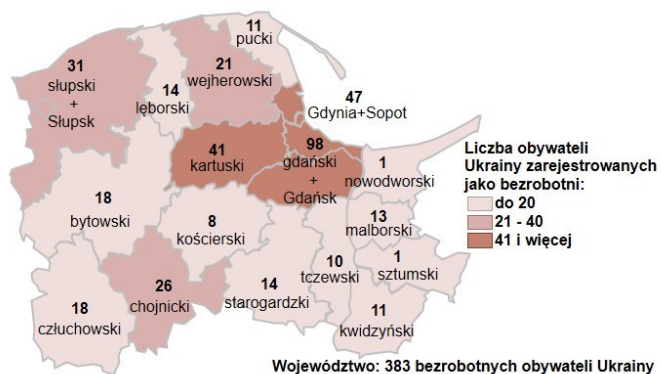 11
pucki
31
słupski
+
Słupsk
14
lęborski
21
wejherowski
47
Gdynia+Sopot
41
kartuski
98
gdański
+
Gdańsk
1
nowodworski
18
bytowski
8
kościerski
13
malborski
1
sztumski
10
tczewski
14
starogardzki
26
chojnicki
18
człuchowski
11
kwidzyński
Liczba obywateli
Ukrainy zarejestrowanych
jako bezrobotni:
do 20
21 - 40
41 i więcej
Województwo: 383 bezrobotnych obywateli Ukrainy